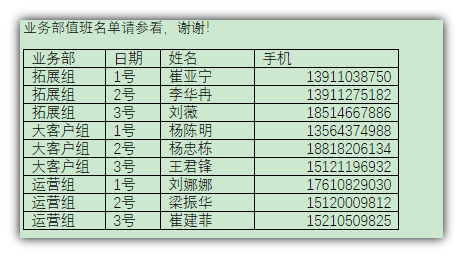 业务部值班名单请参看，谢谢!
业务部 日期 姓名 手机
拓展组 1号 崔亚宁 13911038750
拓展组 2号 李华冉 13911275182
拓展组 3号 刘薇 18514667886
大客户组 1号 杨陈明 13564374988
大客户组 2号 杨忠栋 18818206134
大客户组 3号 王君锋 15121196932
运营组 1号 刘娜娜 17610829030
运营组 2号 梁振华 15120009812
运营组 3号 崔建菲 15210509825